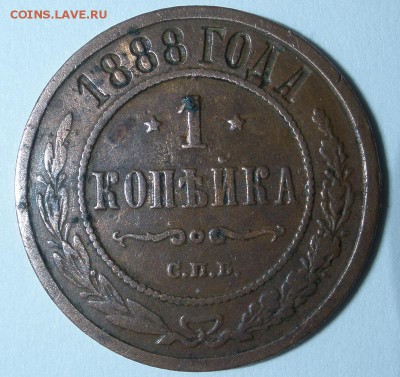 COINS.LAVE.RU
1888 ГОДА
1
КОПѢЙКА
С.П.Б.